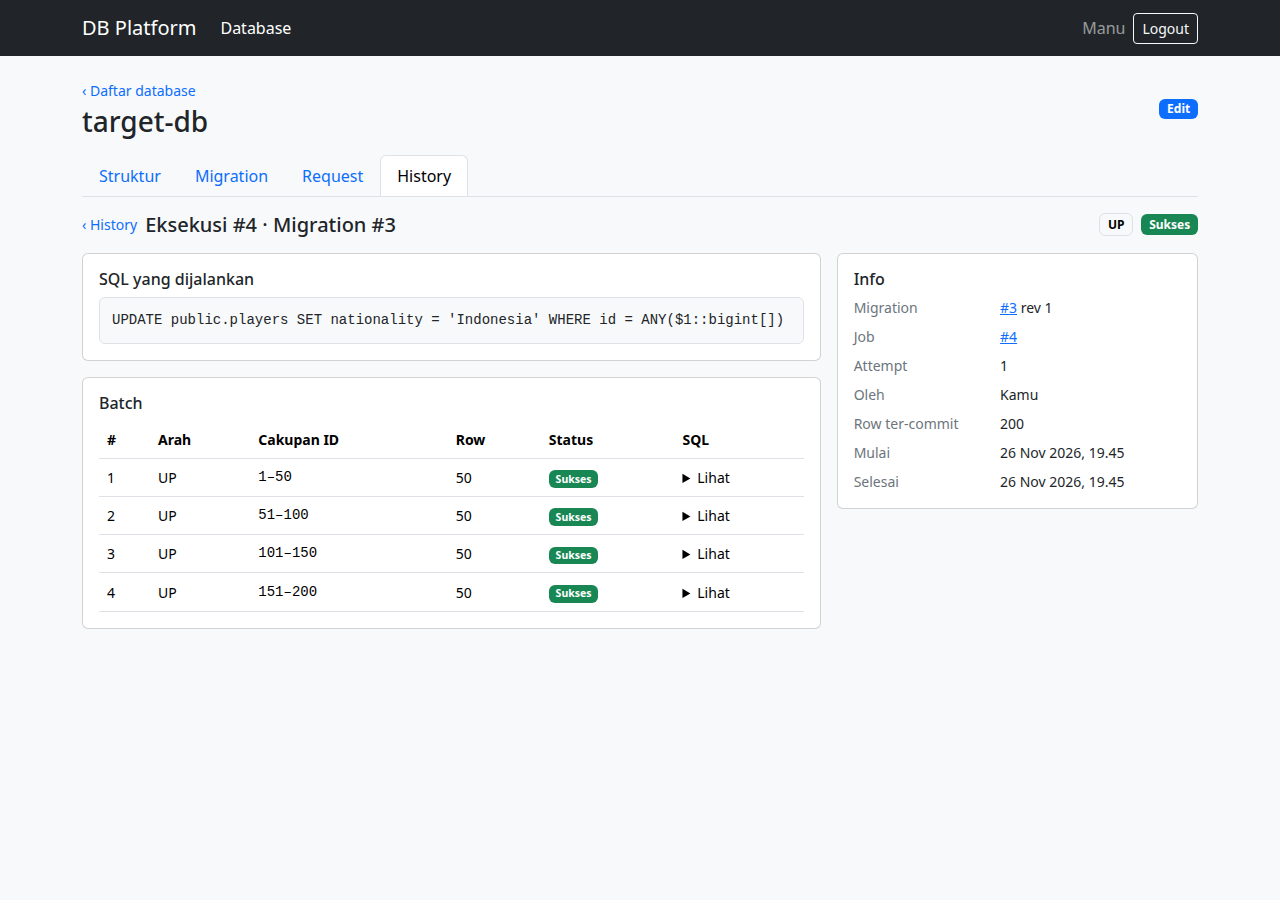 DB Platform Database Manu Logout
‹ Daftar database
target-db
Edit
Struktur Migration Request History
‹ History Eksekusi #4 · Migration #3 UP Sukses
SQL yang dijalankan
UPDATE public.players SET nationality = 'Indonesia' WHERE id = ANY($1::bigint[])
Batch
# Arah Cakupan ID Row Status SQL
1 UP 1–50 50 Sukses ▶ Lihat
2 UP 51–100 50 Sukses ▶ Lihat
3 UP 101–150 50 Sukses ▶ Lihat
4 UP 151–200 50 Sukses ▶ Lihat
Info
Migration #3 rev 1
Job #4
Attempt 1
Oleh Kamu
Row ter-commit 200
Mulai 26 Nov 2026, 19.45
Selesai 26 Nov 2026, 19.45